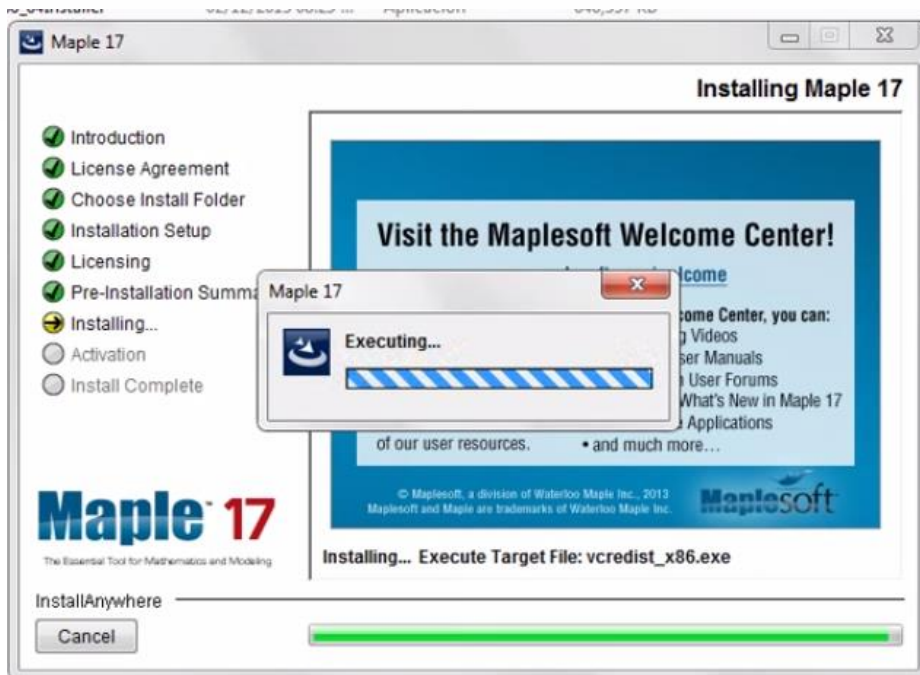 Maple 17
Installing Maple 17
Introduction
License Agreement
Choose Install Folder
Installation Setup
Licensing
Pre-Installation Summa
Installing...
Activation
Install Complete
Visit the Maplesoft Welcome Center!
lcome
come Center, you can:
g Videos
ser Manuals
User Forums
What's New in Maple 17
Applications
of our user resources. • and much more...
Maple 17
Executing...
© Maplesoft, a division of Waterloo Maple Inc., 2013
Maplesoft and Maple are trademarks of Waterloo Maple Inc.
Maplesoft
Maple 17
The Essential Tool for Mathematics and Modeling
Installing... Execute Target File: vcredist_x86.exe
InstallAnywhere
Cancel